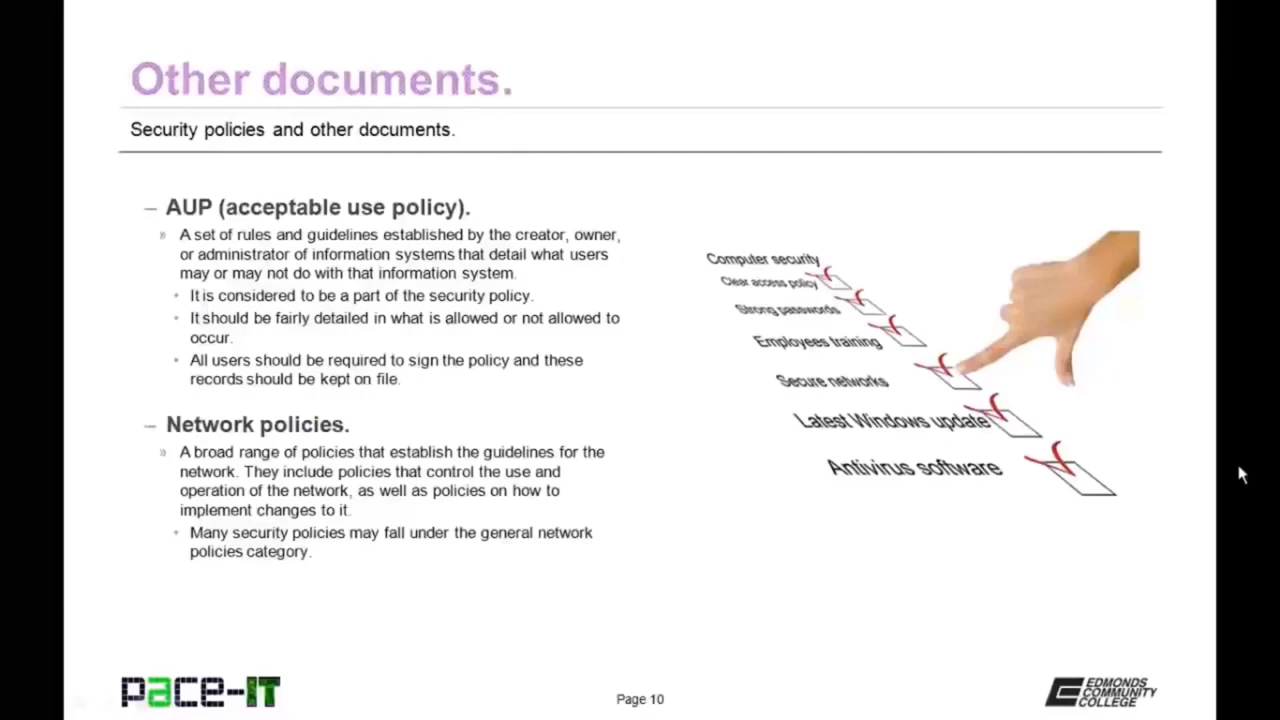 Other documents.
Security policies and other documents.
– AUP (acceptable use policy).
» A set of rules and guidelines established by the creator, owner,
or administrator of information systems that detail what users
may or may not do with that information system.
• It is considered to be a part of the security policy.
• It should be fairly detailed in what is allowed or not allowed to
occur.
• All users should be required to sign the policy and these
records should be kept on file.
– Network policies.
» A broad range of policies that establish the guidelines for the
network. They include policies that control the use and
operation of the network, as well as policies on how to
implement changes to it.
• Many security policies may fall under the general network
policies category.
Computer security
Clear access policy
Strong passwords
Employees training
Secure networks
Latest Windows update
Antivirus software
pace-IT
Page 10
EDMONDS
COMMUNITY
COLLEGE